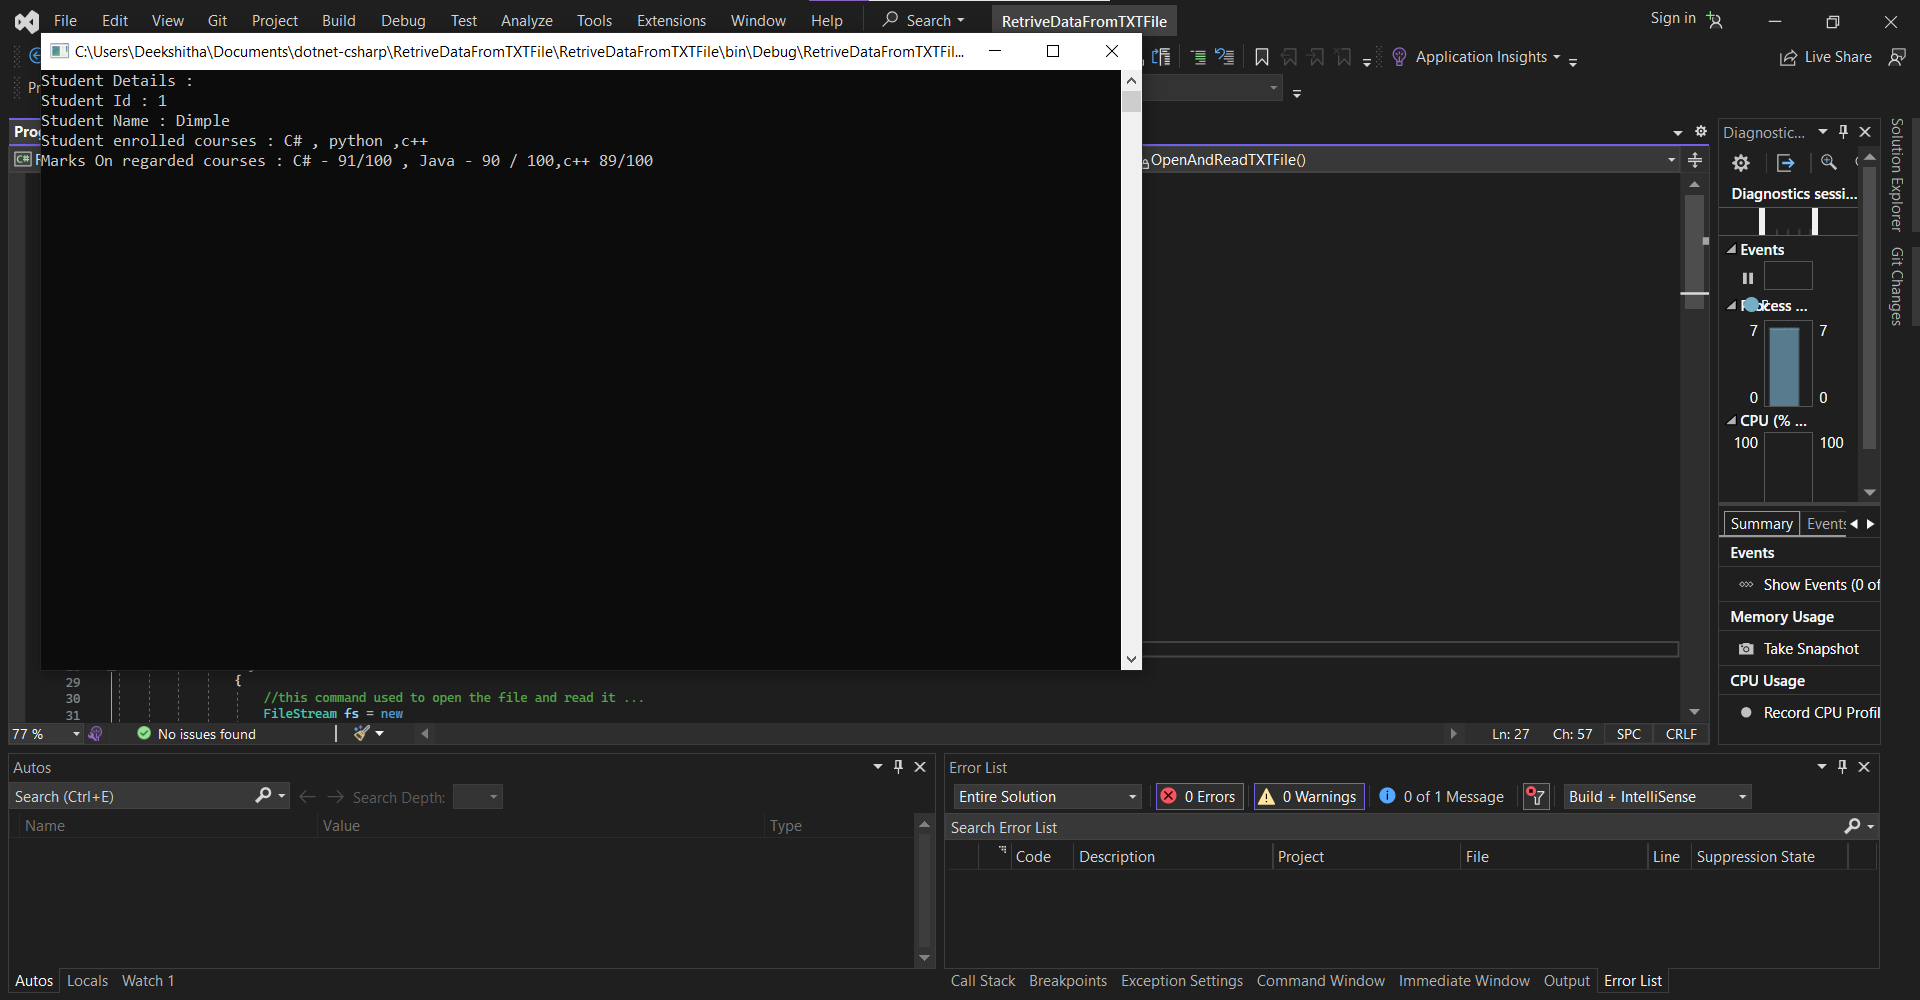 File Edit View Git Project Build Debug Test Analyze Tools Extensions Window Help Search RetriveDataFromTXTFile Sign in
C:\Users\Deekshitha\Documents\dotnet-csharp\RetriveDataFromTXTFile\RetriveDataFromTXTFile\bin\Debug\RetriveDataFromTXTFil...
Application Insights Live Share
Student Details :
Student Id : 1
Student Name : Dimple
Student enrolled courses : C# , python ,c++
Marks On regarded courses : C# - 91/100 , Java - 90 / 100,c++ 89/100
OpenAndReadTXTFile()
29 {
30 //this command used to open the file and read it ...
31 FileStream fs = new
77 % No issues found Ln: 27 Ch: 57 SPC CRLF
Diagnostic...
Diagnostics sessi...
Events
Process ...
7 7
0 0
CPU (% ...
100 100
Summary Events
Events
Show Events (0 of
Memory Usage
Take Snapshot
CPU Usage
Record CPU Profil
Solution Explorer
Git Changes
Autos
Search (Ctrl+E) Search Depth:
Name Value Type
Autos Locals Watch 1
Error List
Entire Solution 0 Errors 0 Warnings 0 of 1 Message Build + IntelliSense
Search Error List
Code Description Project File Line Suppression State
Call Stack Breakpoints Exception Settings Command Window Immediate Window Output Error List